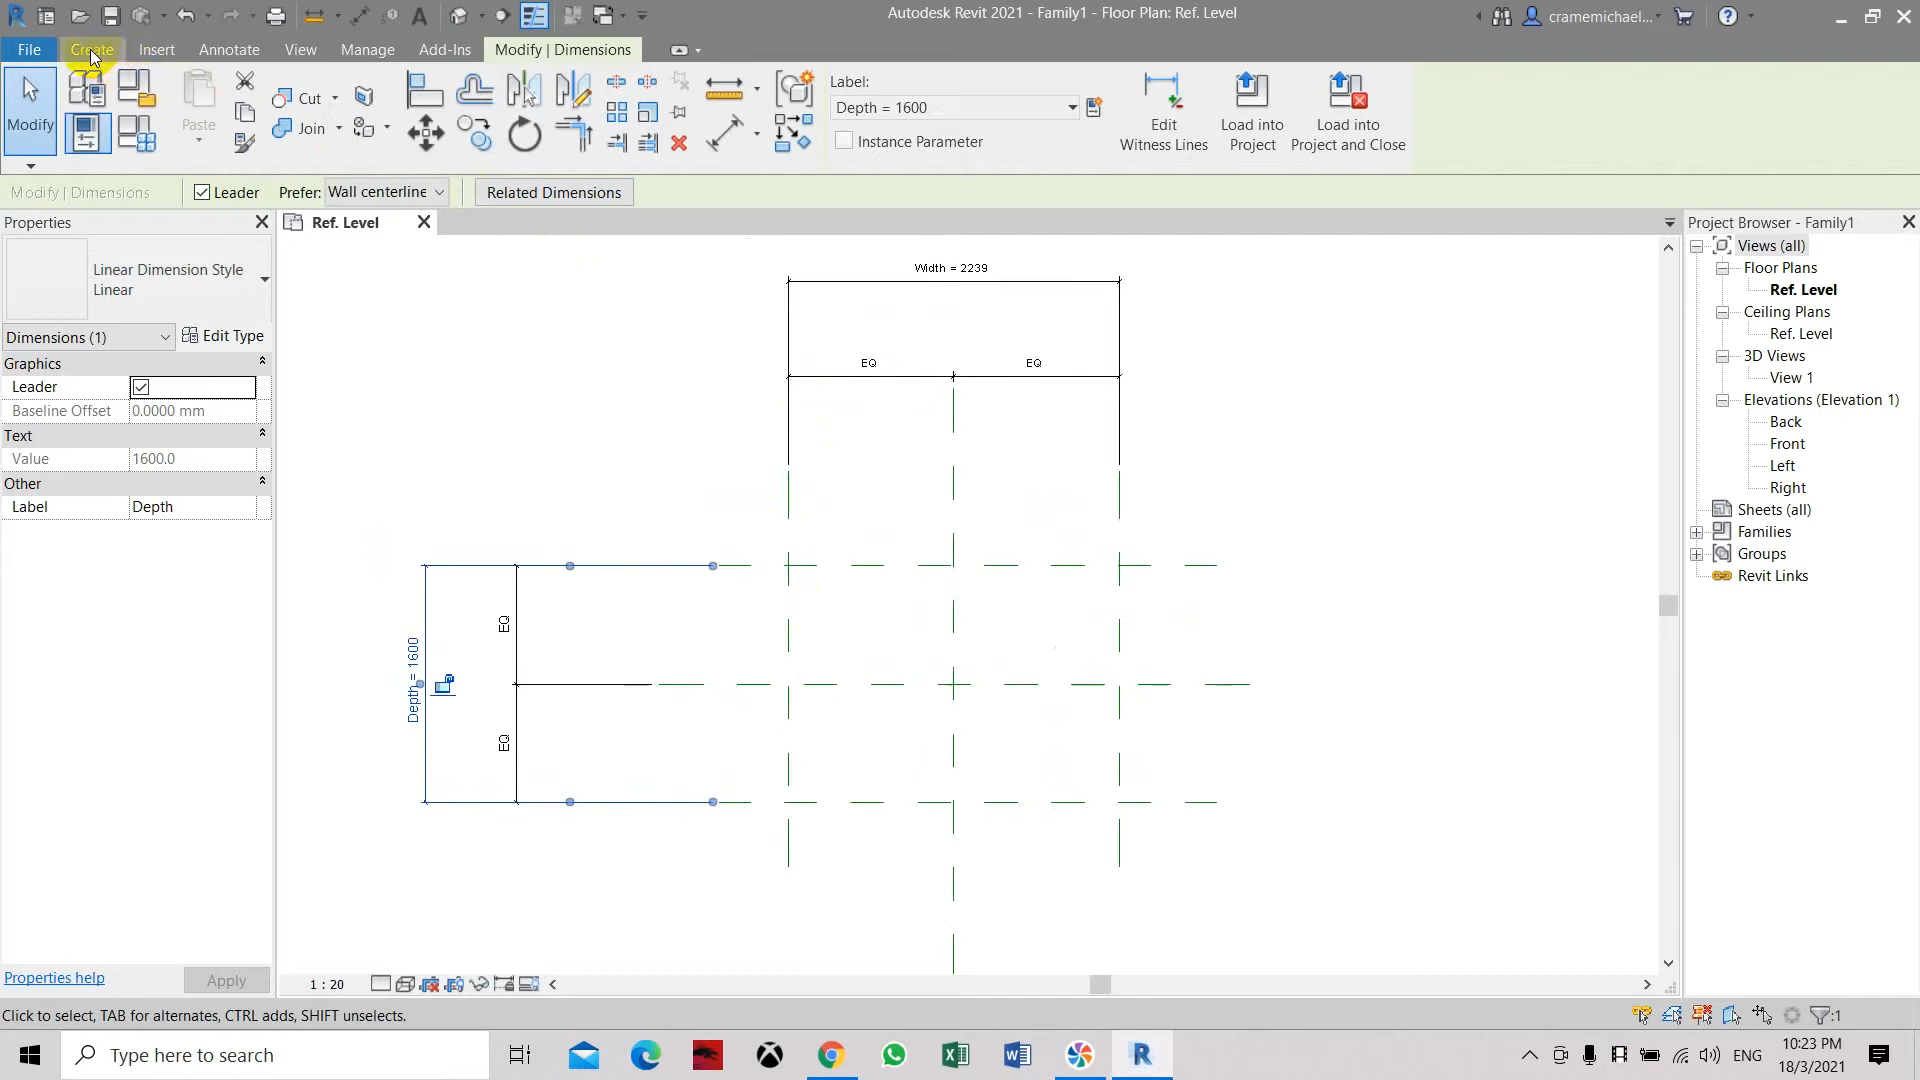 Autodesk Revit 2021 - Family1 - Floor Plan: Ref. Level
cramemichael...
File
Create
Insert
Annotate
View
Manage
Add-Ins
Modify | Dimensions
Modify
Paste
Cut
Join
Label:
Depth = 1600
Instance Parameter
Edit
Witness Lines
Load into
Project
Load into
Project and Close
Modify | Dimensions
Leader
Prefer:
Wall centerline
Related Dimensions
Properties
Linear Dimension Style
Linear
Dimensions (1)
Edit Type
Graphics
Leader
Baseline Offset
0.0000 mm
Text
Value
1600.0
Other
Label
Depth
Properties help
Apply
Ref. Level
Width = 2239
EQ
EQ
Depth = 1600
EQ
EQ
1 : 20
Project Browser - Family1
Views (all)
Floor Plans
Ref. Level
Ceiling Plans
Ref. Level
3D Views
View 1
Elevations (Elevation 1)
Back
Front
Left
Right
Sheets (all)
Families
Groups
Revit Links
Click to select, TAB for alternates, CTRL adds, SHIFT unselects.
:1
Type here to search
ENG
10:23 PM
18/3/2021